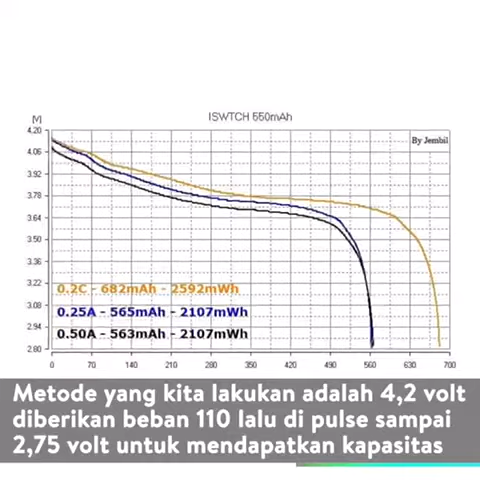 ISWTCH 550mAh
[V]
By Jembil
4.20
4.06
3.92
3.78
3.64
3.50
3.36
3.22
3.08
2.94
2.80
0.2C - 682mAh - 2592mWh
0.25A - 565mAh - 2107mWh
0.50A - 563mAh - 2107mWh
0 70 140 210 280 350 420 490 560 630 700
Metode yang kita lakukan adalah 4,2 volt
diberikan beban 110 lalu di pulse sampai
2,75 volt untuk mendapatkan kapasitas